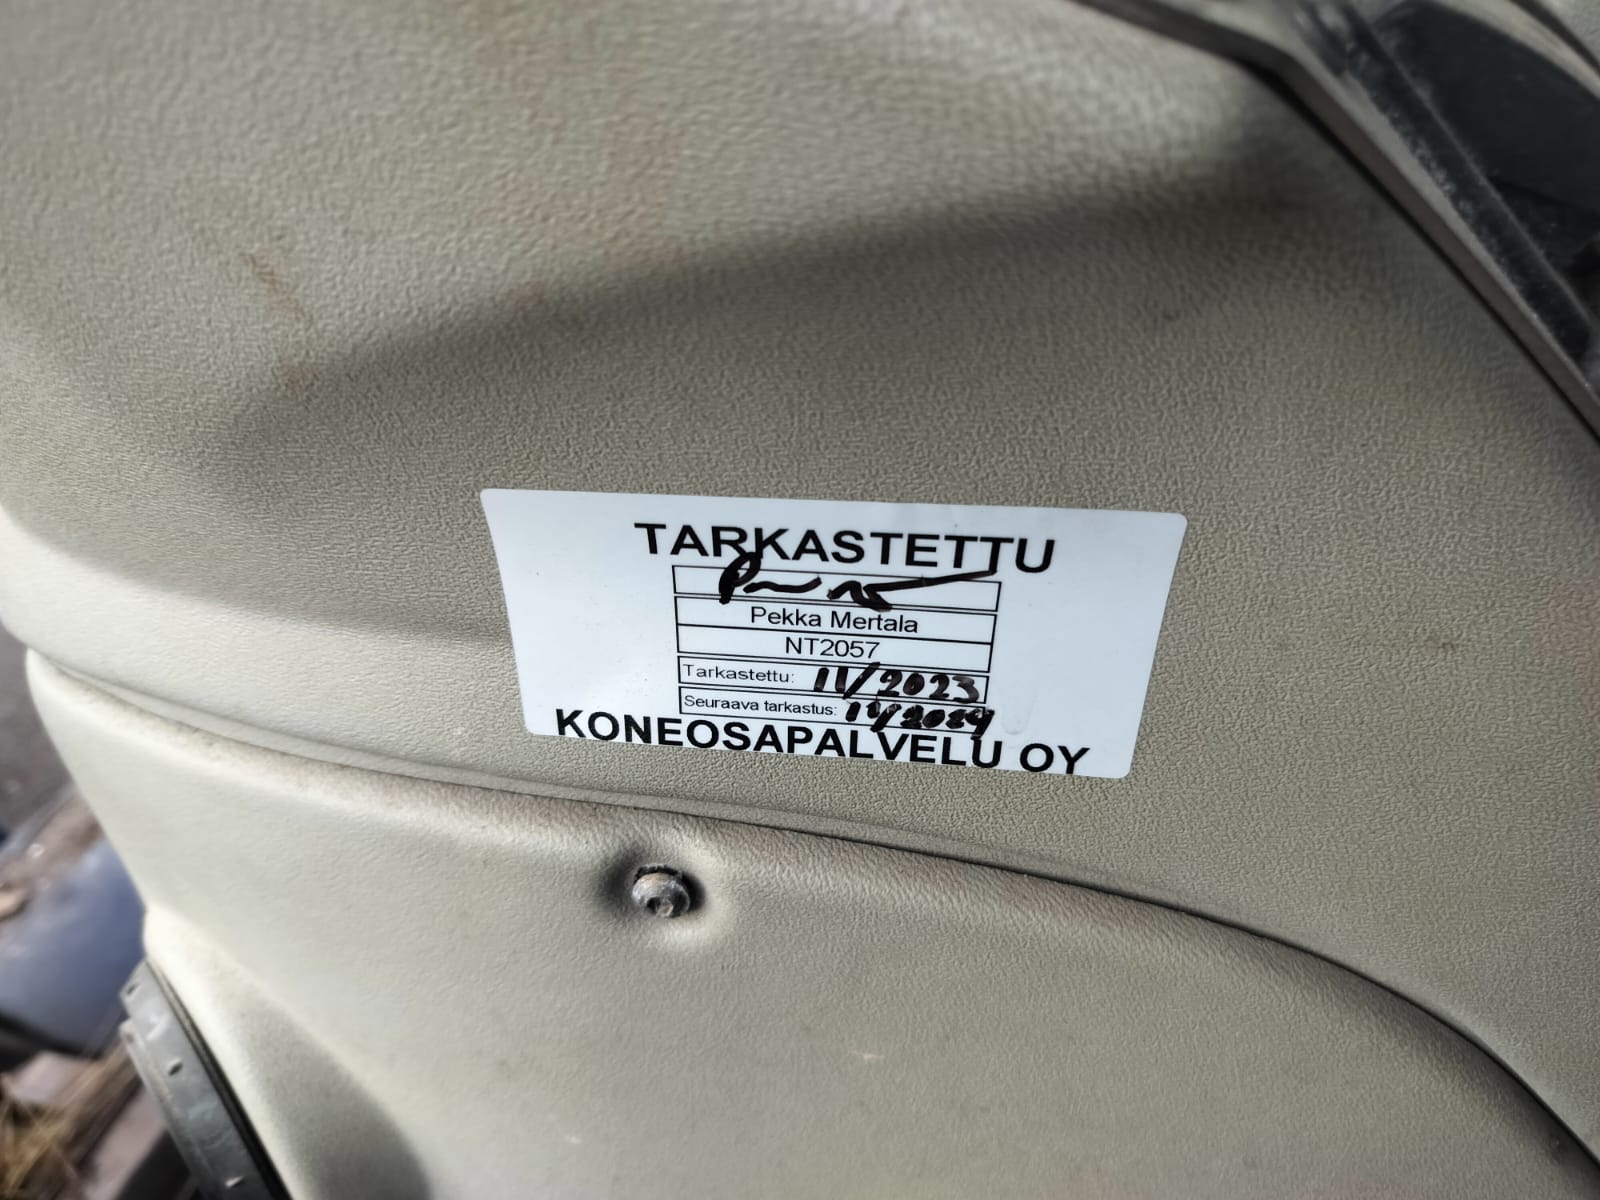 TARKASTETTU
Pekka Mertala
NT2057
Tarkastettu: 11/2023
Seuraava tarkastus: 11/2024
KONEOSAPALVELU OY